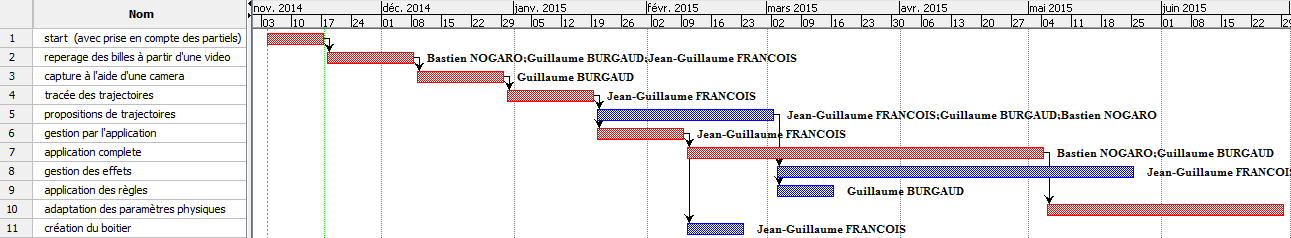 Nom
nov. 2014 déc. 2014 janv. 2015 févr. 2015 mars 2015 avr. 2015 mai 2015 juin 2015
03 10 17 24 01 08 15 22 29 05 12 19 26 02 09 16 23 02 09 16 23 30 06 13 20 27 04 11 18 25 01 08 15 22 29
1 start (avec prise en compte des partiels)
2 reperage des billes à partir d'une video Bastien NOGARO;Guillaume BURGAUD;Jean-Guillaume FRANCOIS
3 capture à l'aide d'une camera Guillaume BURGAUD
4 tracée des trajectoires Jean-Guillaume FRANCOIS
5 propositions de trajectoires Jean-Guillaume FRANCOIS;Guillaume BURGAUD;Bastien NOGARO
6 gestion par l'application Jean-Guillaume FRANCOIS
7 application complete Bastien NOGARO;Guillaume BURGAUD
8 gestion des effets Jean-Guillaume FRANCOIS
9 application des règles Guillaume BURGAUD
10 adaptation des paramètres physiques
11 création du boitier Jean-Guillaume FRANCOIS